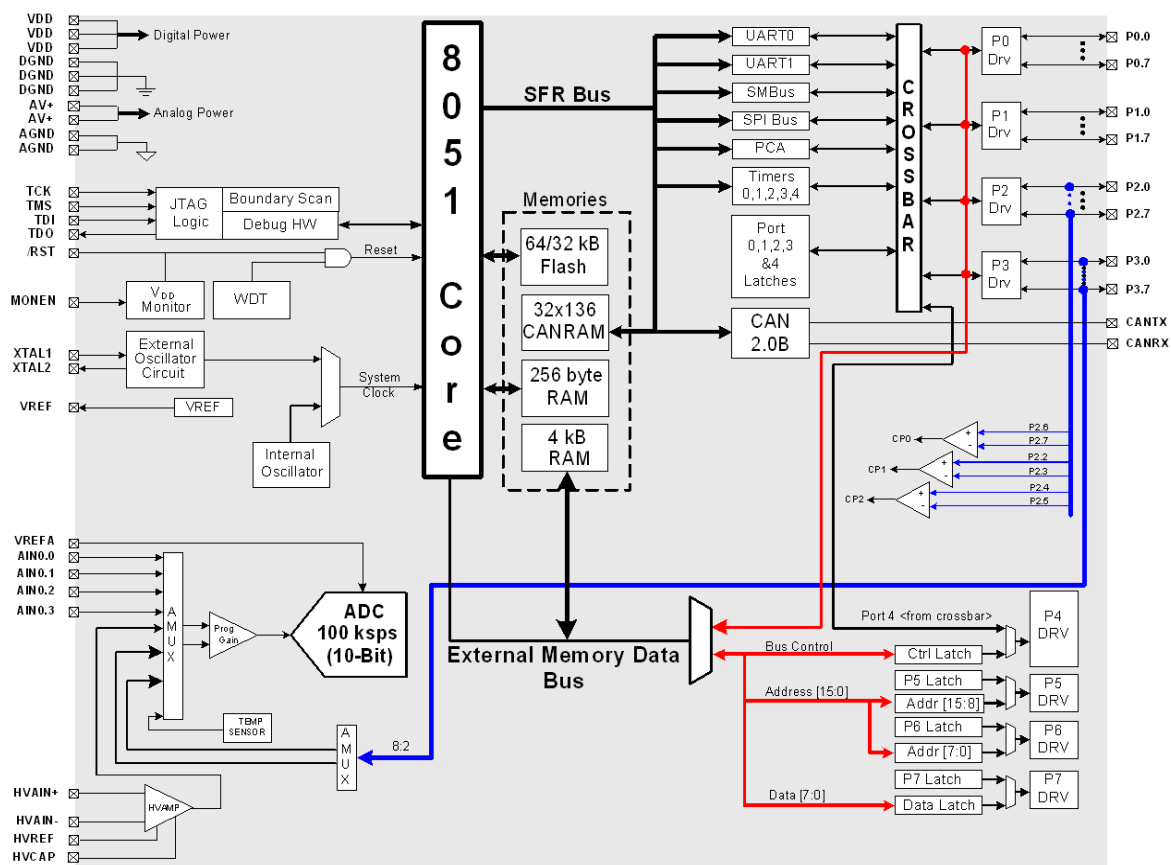 VDD
VDD
VDD
DGND
DGND
DGND
AV+
AV+
AGND
AGND
Digital Power
Analog Power
TCK
TMS
TDI
TDO
/RST
MONEN
XTAL1
XTAL2
VREF
JTAG
Logic
Boundary Scan
Debug HW
Reset
VDD
Monitor
WDT
External
Oscillator
Circuit
System
Clock
VREF
Internal
Oscillator
8051 Core
SFR Bus
Memories
64/32 kB
Flash
32x136
CANRAM
256 byte
RAM
4 kB
RAM
UART0
UART1
SMBus
SPI Bus
PCA
Timers
0,1,2,3,4
Port
0,1,2,3
&4
Latches
CAN
2.0B
CROSSBAR
P0
Drv
P1
Drv
P2
Drv
P3
Drv
P0.0
P0.7
P1.0
P1.7
P2.0
P2.7
P3.0
P3.7
CANTX
CANRX
CP0
+
-
P2.6
P2.7
CP1
+
-
P2.2
P2.3
CP2
+
-
P2.4
P2.5
VREFA
AIN0.0
AIN0.1
AIN0.2
AIN0.3
AMUX
Prog
Gain
ADC
100 ksps
(10-Bit)
TEMP
SENSOR
AMUX
8:2
HVAIN+
HVAIN-
HVREF
HVCAP
HVAMP
External Memory Data
Bus
Port 4 <from crossbar>
Bus Control
Ctrl Latch
P4
DRV
Address [15:0]
P5 Latch
Addr [15:8]
P5
DRV
P6 Latch
Addr [7:0]
P6
DRV
Data [7:0]
P7 Latch
Data Latch
P7
DRV